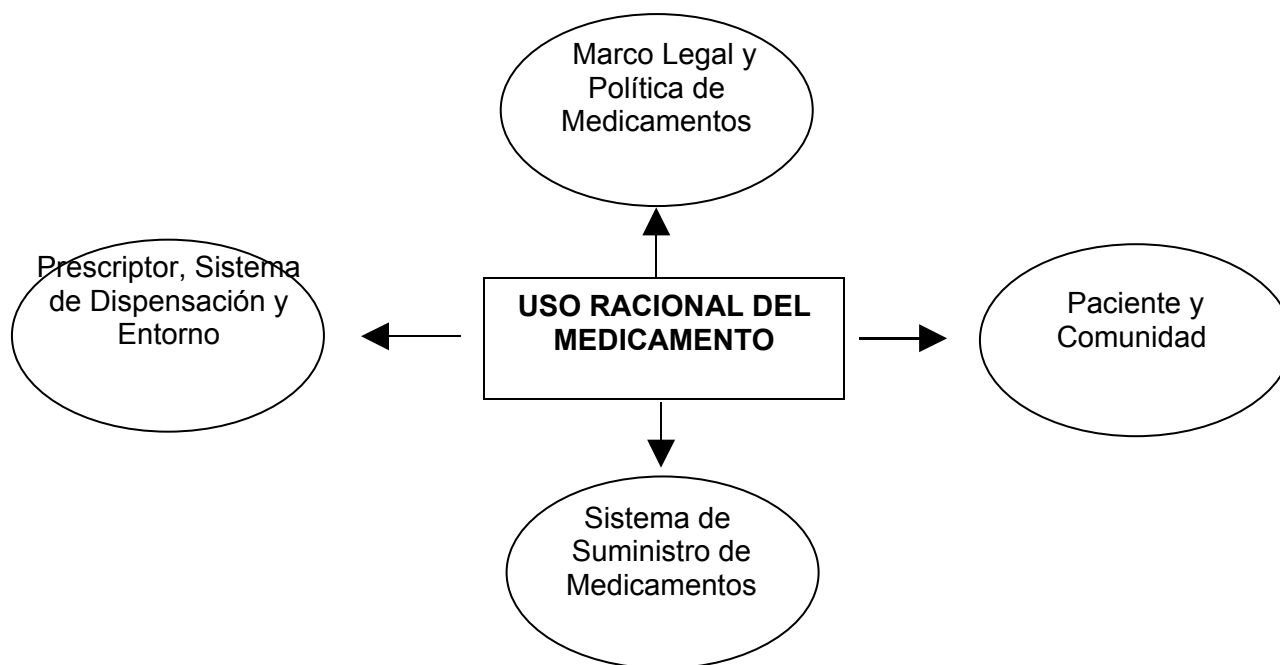 Marco Legal y
Política de
Medicamentos
Prescriptor, Sistema
de Dispensación y
Entorno
USO RACIONAL DEL
MEDICAMENTO
Paciente y
Comunidad
Sistema de
Suministro de
Medicamentos